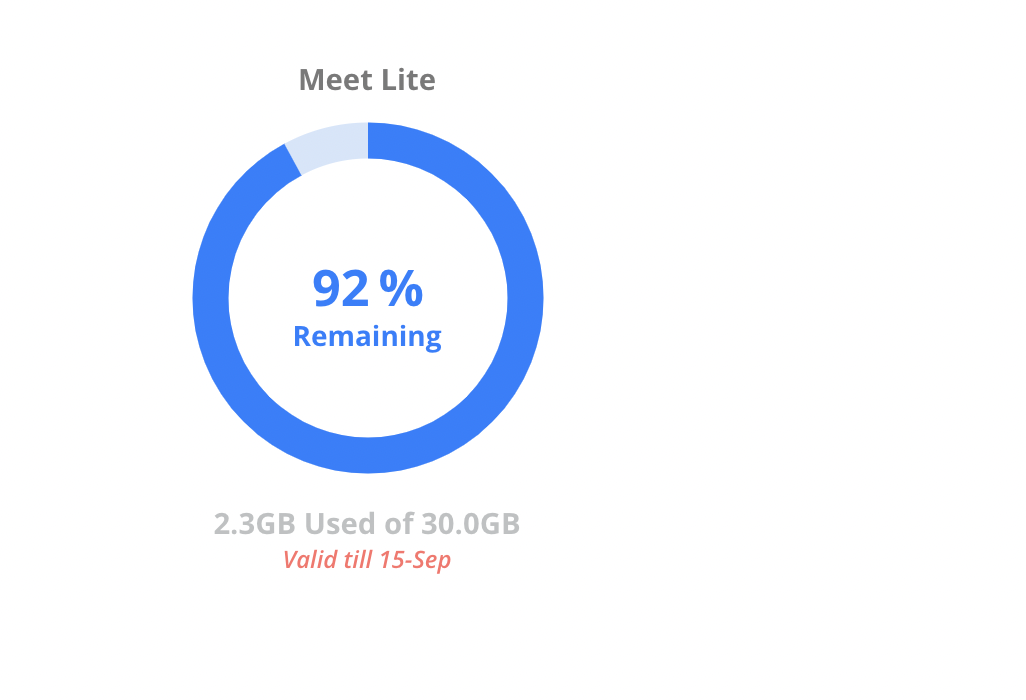 Meet Lite
92 %
Remaining
2.3GB Used of 30.0GB
Valid till 15-Sep